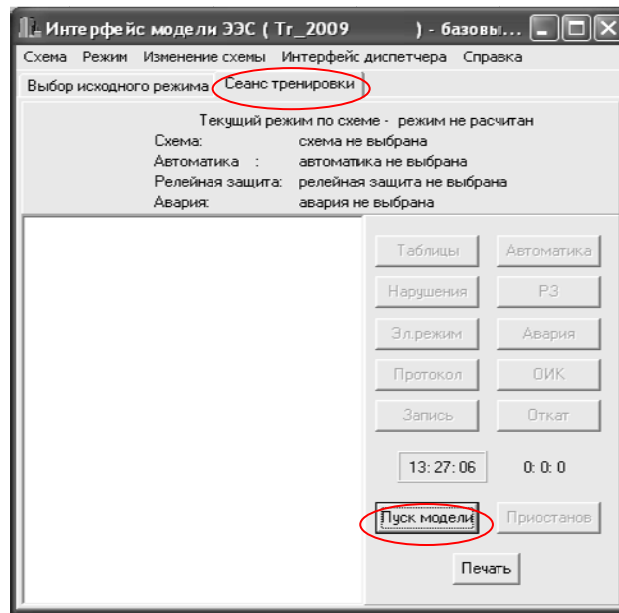 Интерфейс модели ЭЭС ( Tr_2009 ) - базовы...
Схема Режим Изменение схемы Интерфейс диспетчера Справка
Выбор исходного режима Сеанс тренировки
Текущий режим по схеме - режим не расчитан
Схема: схема не выбрана
Автоматика : автоматика не выбрана
Релейная защита: релейная защита не выбрана
Авария: авария не выбрана
Таблицы Автоматика
Нарушения РЗ
Эл.режим Авария
Протокол ОИК
Запись Откат
13:27:06 0:0:0
Пуск модели Приостанов
Печать